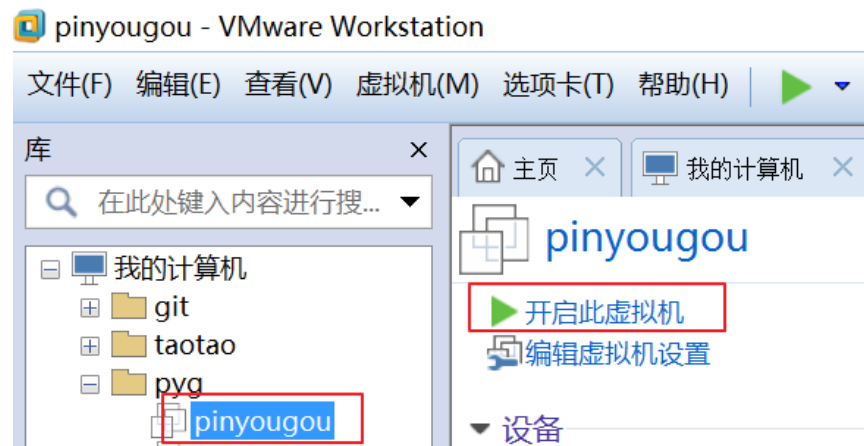 pinyougou - VMware Workstation
文件(F) 编辑(E) 查看(V) 虚拟机(M) 选项卡(T) 帮助(H)
库
在此处键入内容进行搜...
我的计算机
git
taotao
pyg
pinyougou
主页 我的计算机
pinyougou
开启此虚拟机
编辑虚拟机设置
设备